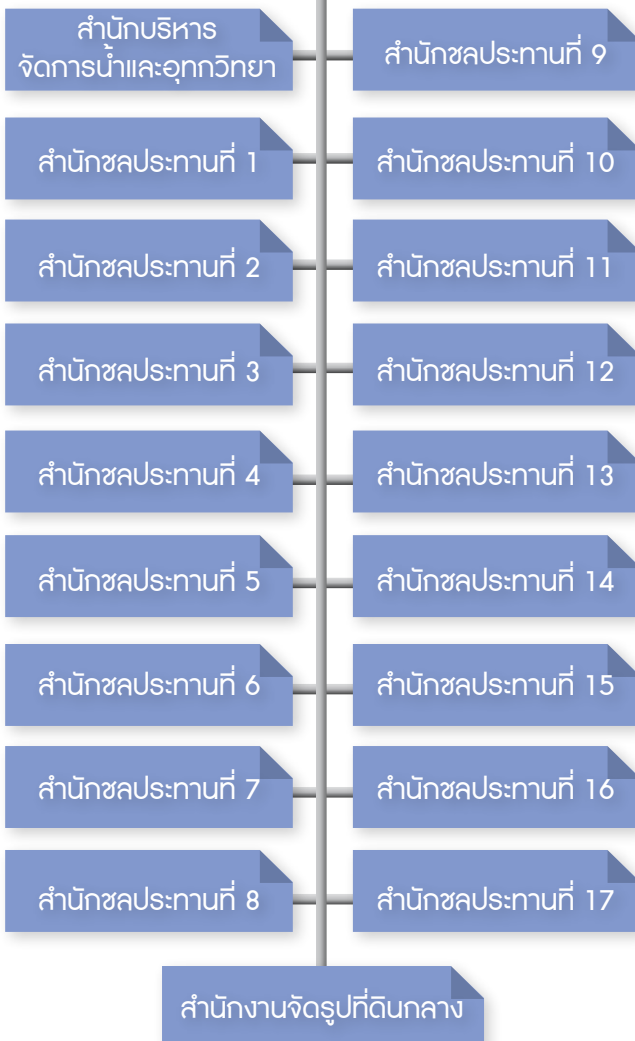 สำนักบริหาร
จัดการน้ำและอุทกวิทยา
สำนักชลประทานที่ 1
สำนักชลประทานที่ 2
สำนักชลประทานที่ 3
สำนักชลประทานที่ 4
สำนักชลประทานที่ 5
สำนักชลประทานที่ 6
สำนักชลประทานที่ 7
สำนักชลประทานที่ 8
สำนักชลประทานที่ 9
สำนักชลประทานที่ 10
สำนักชลประทานที่ 11
สำนักชลประทานที่ 12
สำนักชลประทานที่ 13
สำนักชลประทานที่ 14
สำนักชลประทานที่ 15
สำนักชลประทานที่ 16
สำนักชลประทานที่ 17
สำนักงานจัดรูปที่ดินกลาง